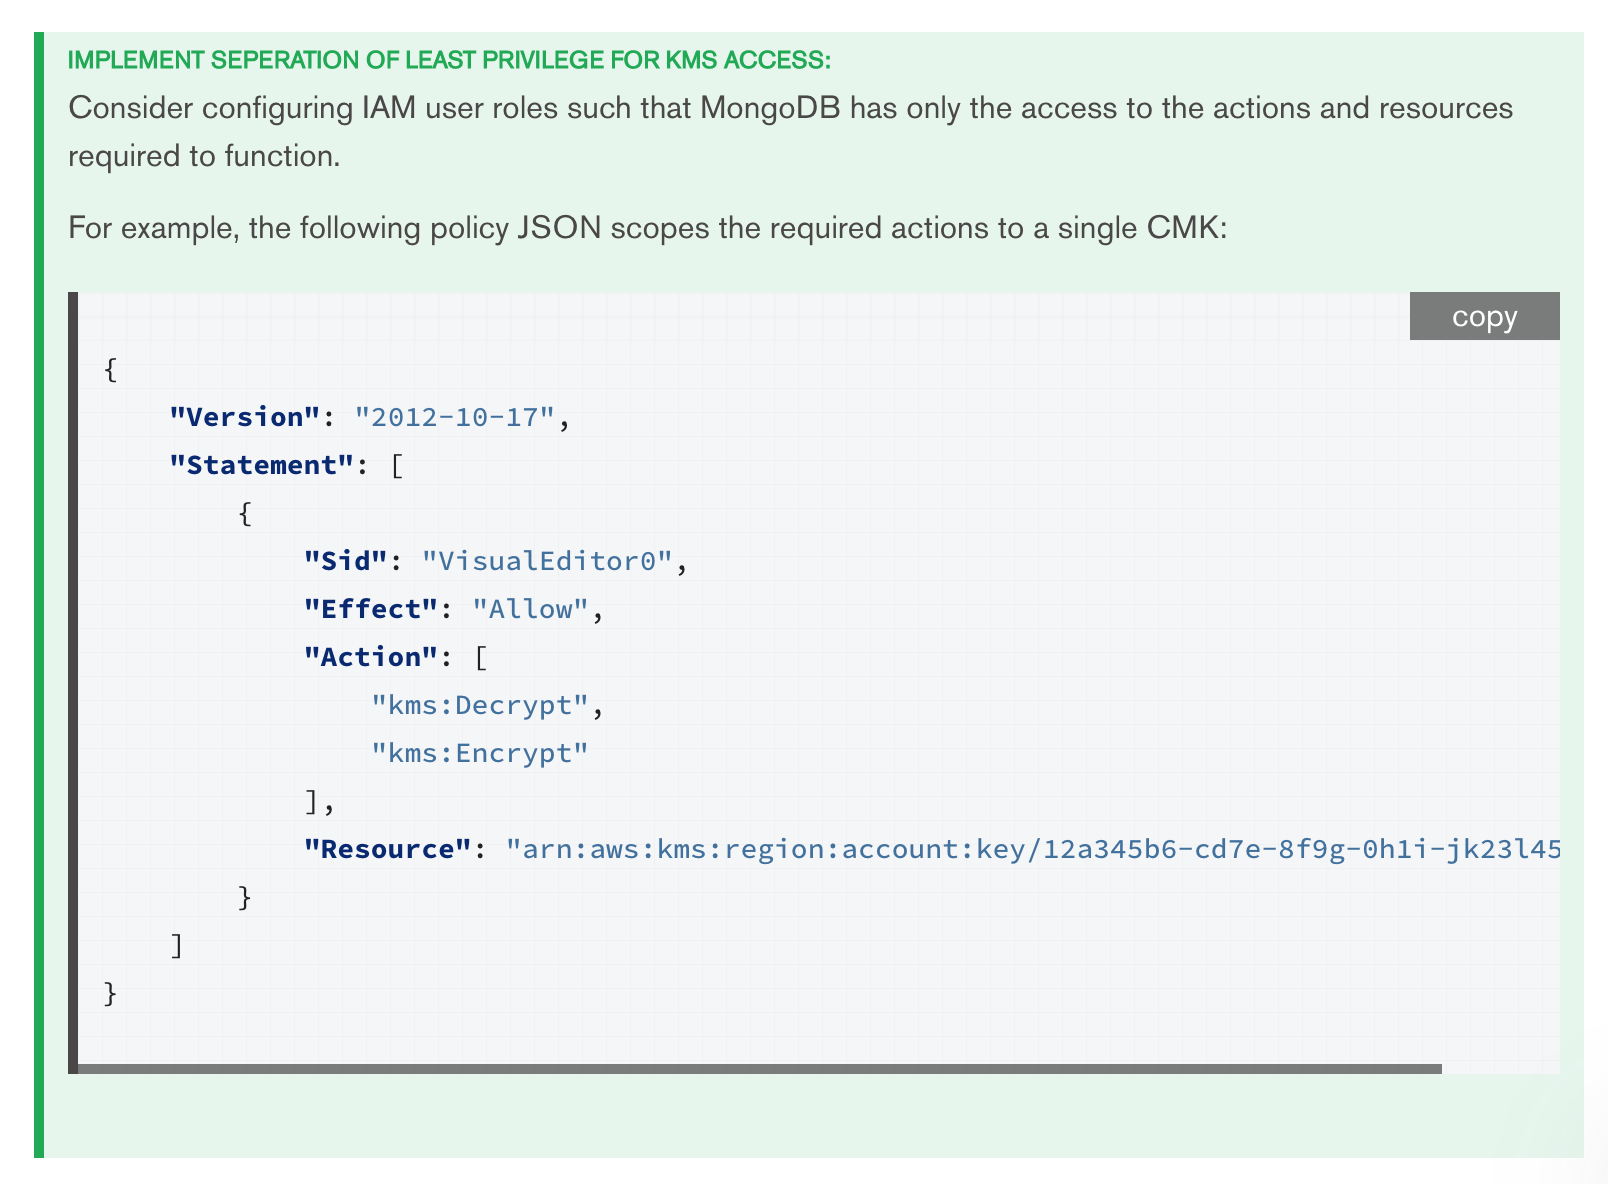 IMPLEMENT SEPERATION OF LEAST PRIVILEGE FOR KMS ACCESS:
Consider configuring IAM user roles such that MongoDB has only the access to the actions and resources
required to function.
For example, the following policy JSON scopes the required actions to a single CMK:
copy
{
    "Version": "2012-10-17",
    "Statement": [
        {
            "Sid": "VisualEditor0",
            "Effect": "Allow",
            "Action": [
                "kms:Decrypt",
                "kms:Encrypt"
            ],
            "Resource": "arn:aws:kms:region:account:key/12a345b6-cd7e-8f9g-0h1i-jk23l45
        }
    ]
}